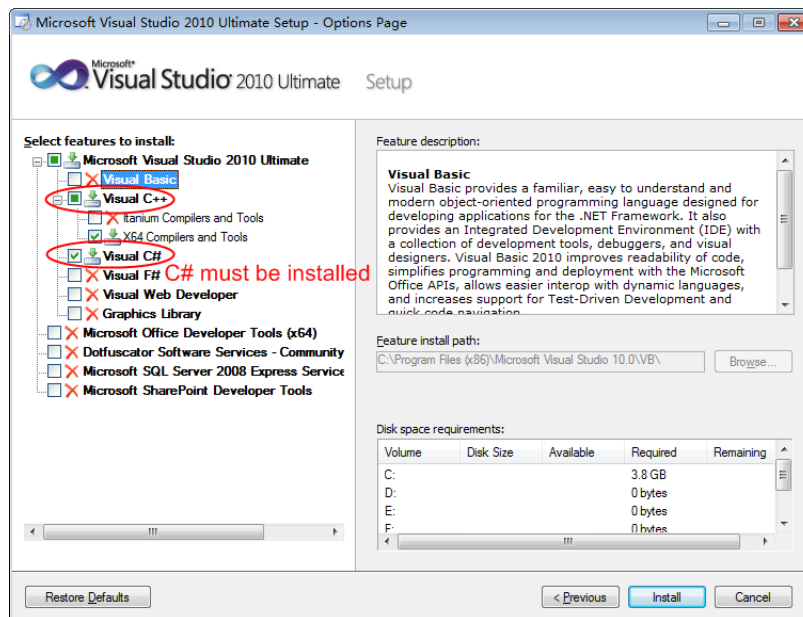 Microsoft Visual Studio 2010 Ultimate Setup - Options Page
Microsoft®
Visual Studio® 2010 Ultimate Setup
Select features to install:
Microsoft Visual Studio 2010 Ultimate
Visual Basic
Visual C++
Itanium Compilers and Tools
X64 Compilers and Tools
Visual C#
Visual F#
C# must be installed
Visual Web Developer
Graphics Library
Microsoft Office Developer Tools (x64)
Dotfuscator Software Services - Community
Microsoft SQL Server 2008 Express Service
Microsoft SharePoint Developer Tools
Feature description:
Visual Basic
Visual Basic provides a familiar, easy to understand and
modern object-oriented programming language designed for
developing applications for the .NET Framework. It also
provides an Integrated Development Environment (IDE) with
a collection of development tools, debuggers, and visual
designers. Visual Basic 2010 improves readability of code,
simplifies programming and deployment with the Microsoft
Office APIs, allows easier interop with dynamic languages,
and increases support for Test-Driven Development and
quick code navigation
Feature install path:
C:\Program Files (x86)\Microsoft Visual Studio 10.0\VB\
Browse...
Disk space requirements:
Volume Disk Size Available Required Remaining
C: 3.8 GB
D: 0 bytes
E: 0 bytes
F: 0 bytes
Restore Defaults
< Previous
Install
Cancel